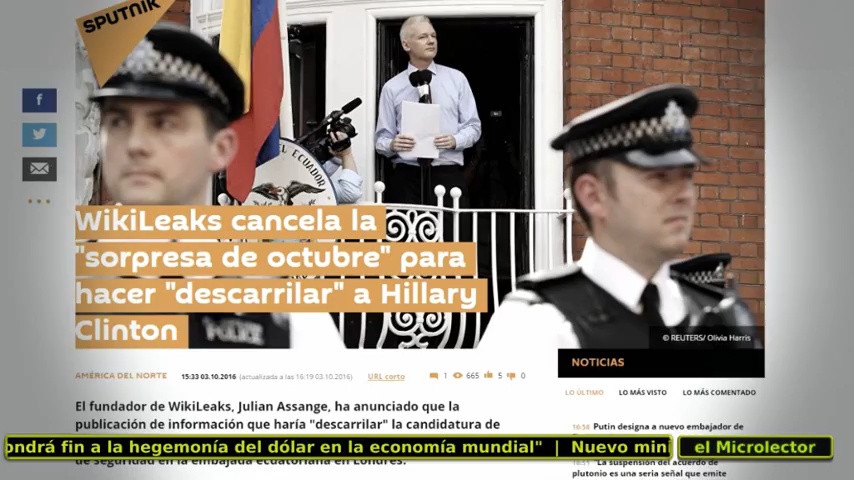 SPUTNIK
f
EL ECUADOR
WikiLeaks cancela la
"sorpresa de octubre" para
hacer "descarrilar" a Hillary
Clinton
POLICE
© REUTERS/ Olivia Harris
AMÉRICA DEL NORTE 15:33 03.10.2016 (actualizada a las 16:19 03.10.2016) URL corto 1 665 5 0
El fundador de WikiLeaks, Julian Assange, ha anunciado que la
publicación de información que haría "descarrilar" la candidatura de
de seguridad en la embajada ecuatoriana en Londres.
NOTICIAS
LO ÚLTIMO LO MÁS VISTO LO MÁS COMENTADO
16:58 Putin designa a nuevo embajador de
"La suspensión del acuerdo de
plutonio es una seria señal que emite
ondrá fin a la hegemonía del dólar en la economía mundial" | Nuevo mini
el Microlector